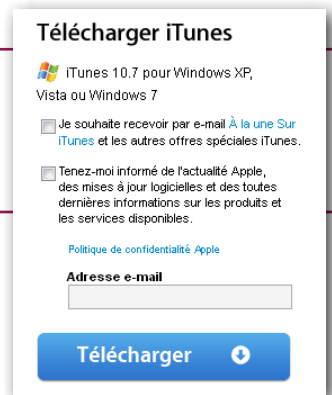 Télécharger iTunes
iTunes 10.7 pour Windows XP,
Vista ou Windows 7
Je souhaite recevoir par e-mail À la une Sur
iTunes et les autres offres spéciales iTunes.
Tenez-moi informé de l'actualité Apple,
des mises à jour logicielles et des toutes
dernières informations sur les produits et
les services disponibles.
Politique de confidentialité Apple
Adresse e-mail
Télécharger